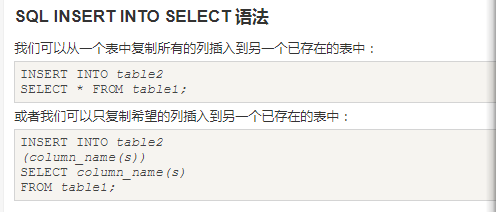 SQL INSERT INTO SELECT 语法
我们可以从一个表中复制所有的列插入到另一个已存在的表中：
INSERT INTO table2
SELECT * FROM table1;
或者我们可以只复制希望的列插入到另一个已存在的表中：
INSERT INTO table2
(column_name(s))
SELECT column_name(s)
FROM table1;